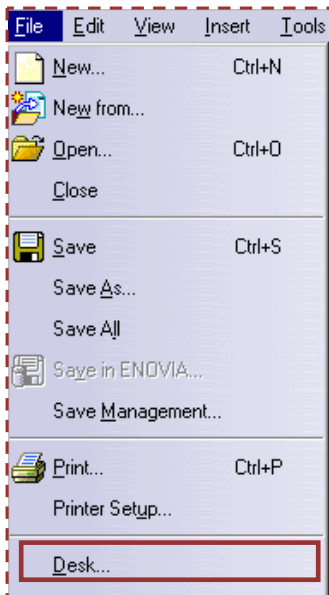 File Edit View Insert Tools
New... Ctrl+N
New from...
Open... Ctrl+O
Close
Save Ctrl+S
Save As...
Save All
Save in ENOVIA...
Save Management...
Print... Ctrl+P
Printer Setup...
Desk...